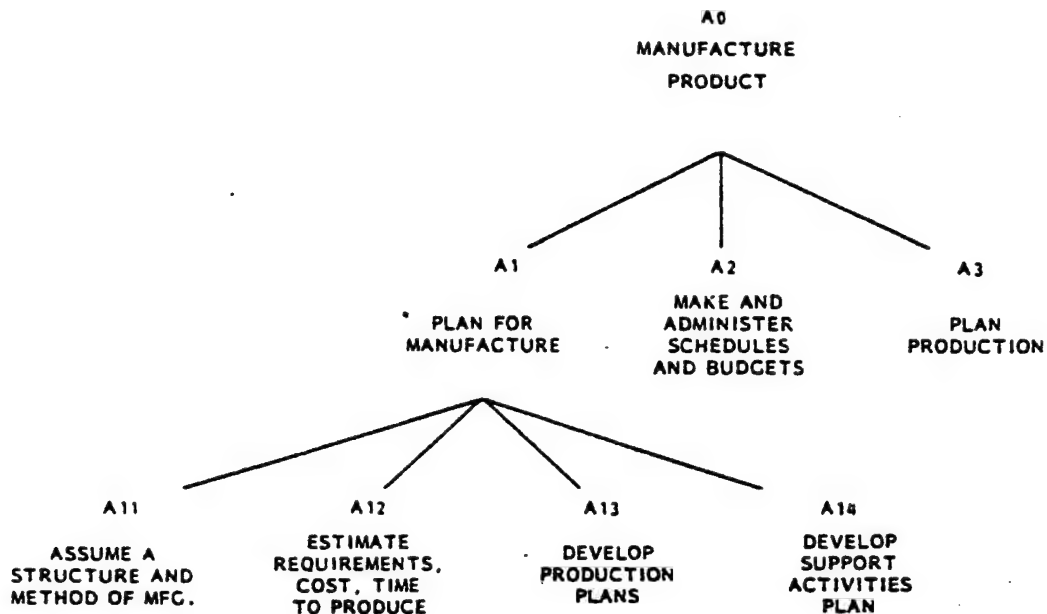 A0
MANUFACTURE
PRODUCT
A1
PLAN FOR
MANUFACTURE
A2
MAKE AND
ADMINISTER
SCHEDULES
AND BUDGETS
A3
PLAN
PRODUCTION
A11
ASSUME A
STRUCTURE AND
METHOD OF MFG.
A12
ESTIMATE
REQUIREMENTS,
COST, TIME
TO PRODUCE
A13
DEVELOP
PRODUCTION
PLANS
A14
DEVELOP
SUPPORT
ACTIVITIES
PLAN